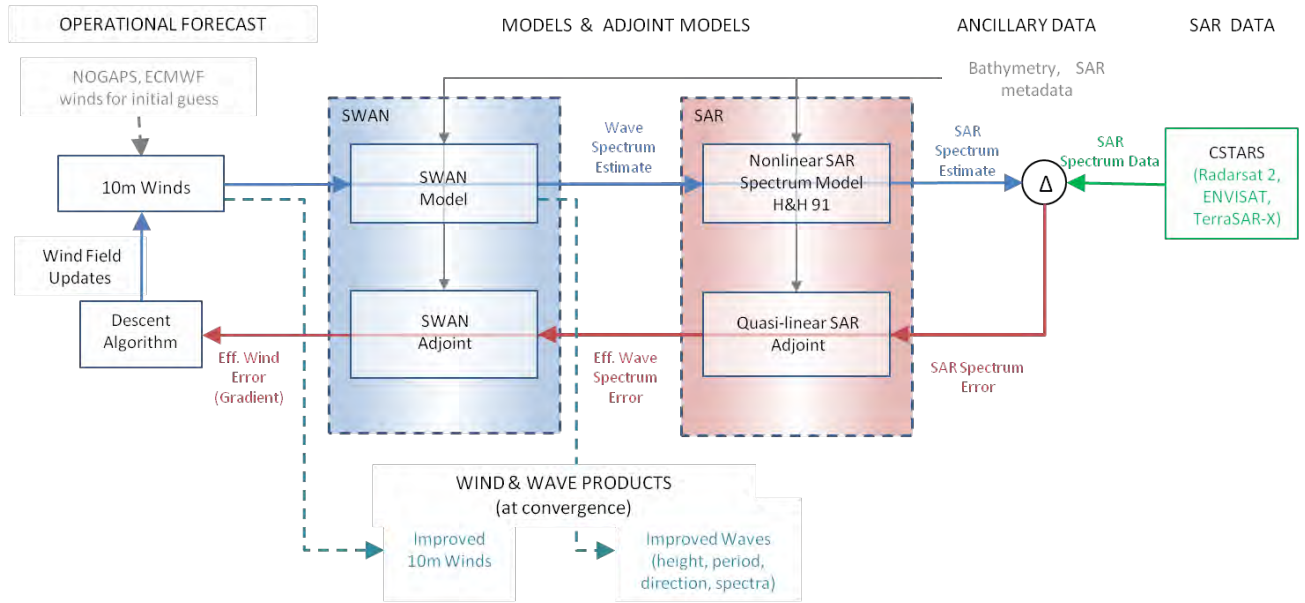 OPERATIONAL FORECAST
MODELS & ADJOINT MODELS
ANCILLARY DATA
SAR DATA
NOGAPS, ECMWF
winds for initial guess
Bathymetry, SAR
metadata
SWAN
SAR
10m Winds
SWAN
Model
Wave
Spectrum
Estimate
Nonlinear SAR
Spectrum Model
H&H 91
SAR
Spectrum
Estimate
Δ
SAR
Spectrum Data
CSTARS
(Radarsat 2,
ENVISAT,
TerraSAR-X)
Wind Field
Updates
Descent
Algorithm
Eff. Wind
Error
(Gradient)
SWAN
Adjoint
Eff. Wave
Spectrum
Error
Quasi-linear SAR
Adjoint
SAR Spectrum
Error
WIND & WAVE PRODUCTS
(at convergence)
Improved
10m Winds
Improved Waves
(height, period,
direction, spectra)